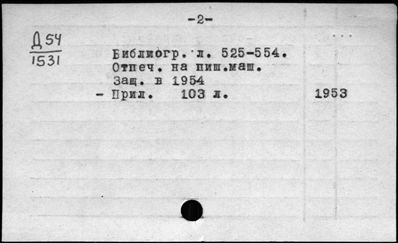 -2-
Д 54
1531
Библиогр. л. 525-554.
Отпеч. на пиш.маш.
Защ. в 1954
- Прил. 103 л. 1953